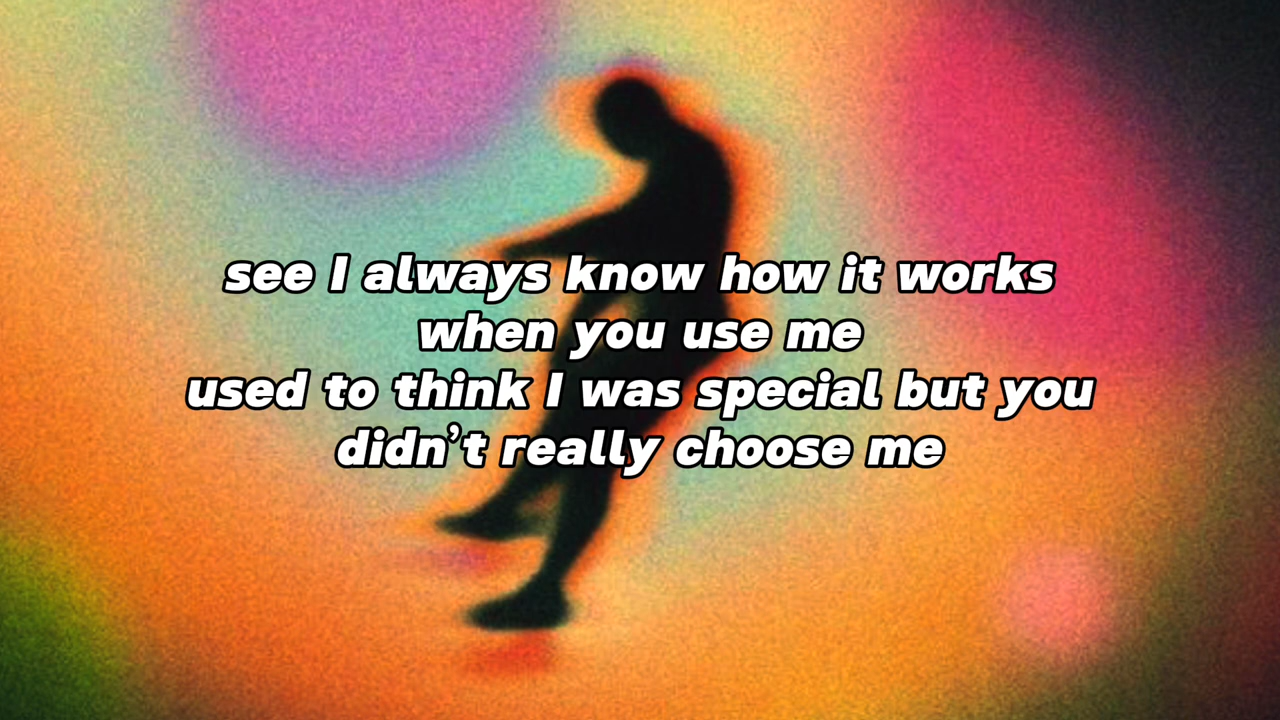 see I always know how it works
when you use me
used to think I was special but you
didn't really choose me